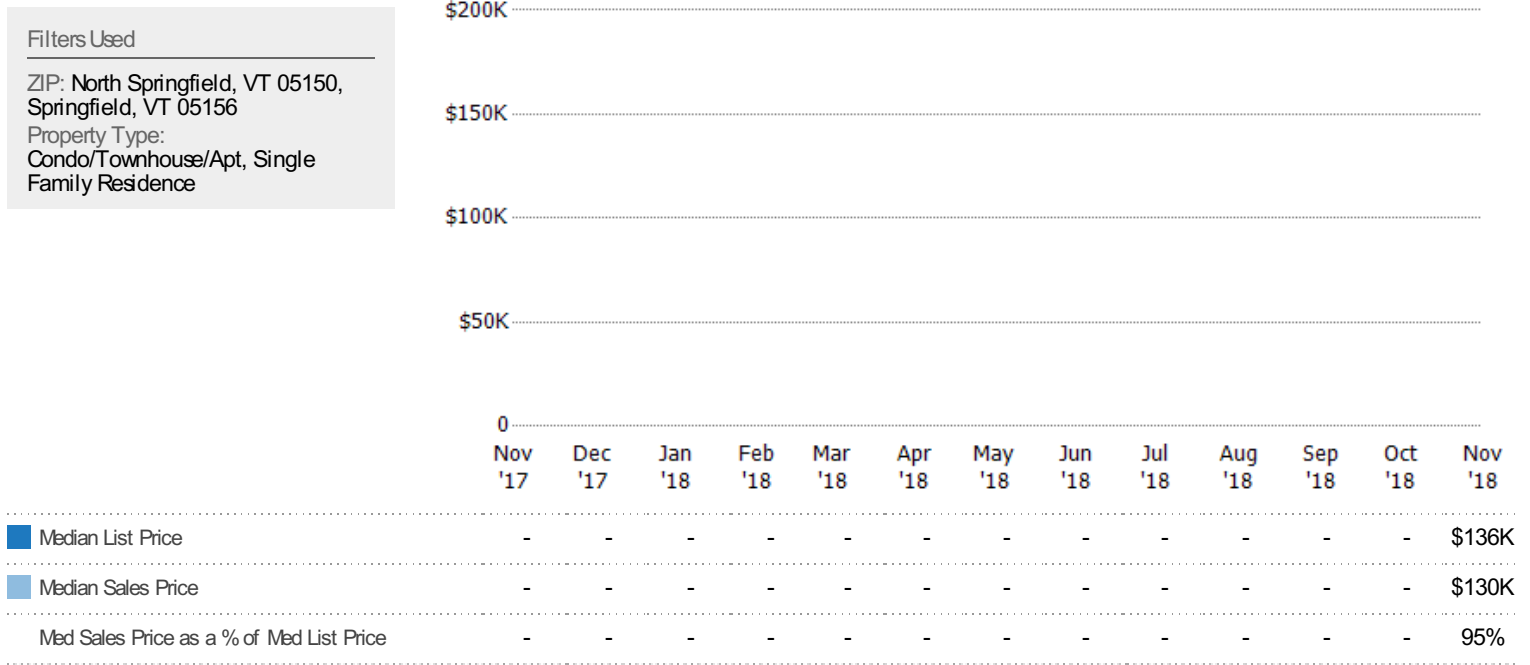 Filters Used
ZIP: North Springfield, VT 05150,
Springfield, VT 05156
Property Type:
Condo/Townhouse/Apt, Single
Family Residence
$200K
$150K
$100K
$50K
0
Nov Dec Jan Feb Mar Apr May Jun Jul Aug Sep Oct Nov
'17 '17 '18 '18 '18 '18 '18 '18 '18 '18 '18 '18 '18
Median List Price - - - - - - - - - - - - $136K
Median Sales Price - - - - - - - - - - - - $130K
Med Sales Price as a % of Med List Price - - - - - - - - - - - - 95%